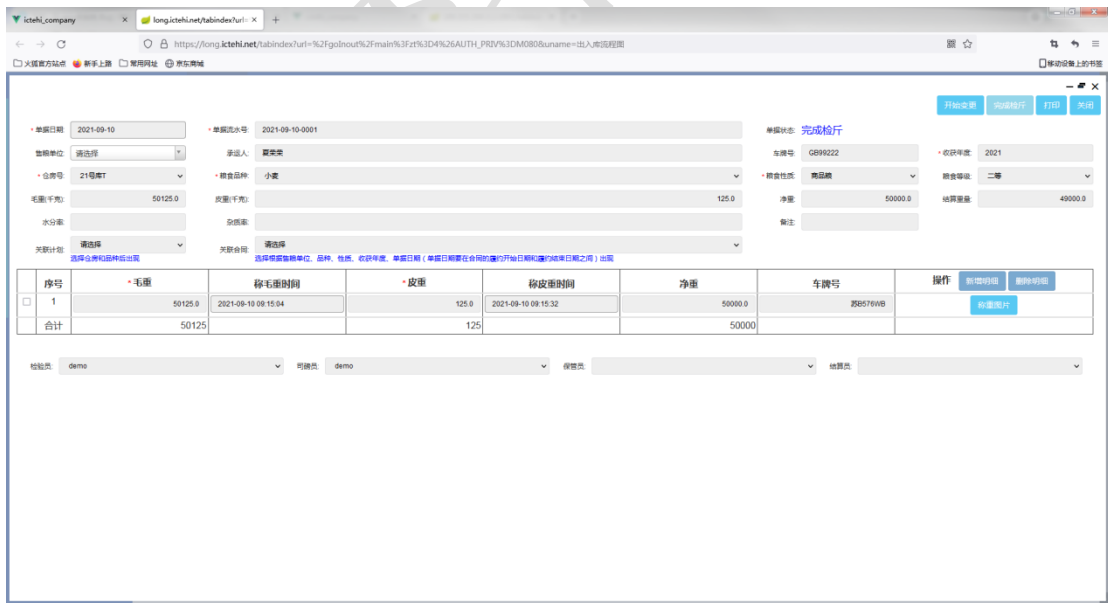 ictehi_company × long.ictehi.net/tabindex?url= × +
https://long.ictehi.net/tabindex?url=%2FgoInout%2Fmain%3Fzt%3D4%26AUTH_PRIV%3DM080&uname=出入库流程图
火狐官方站点 新手上路 常用网址 京东商城 移动设备上的书签
开始变更 完成检斤 打印 关闭
* 单据日期: 2021-09-10 * 单据流水号: 2021-09-10-0001 单据状态: 完成检斤
售粮单位: 请选择 承运人: 夏荣荣 车牌号: GB99222 * 收获年度: 2021
* 仓房号: 21号库T * 粮食品种: 小麦 * 粮食性质: 商品粮 粮食等级: 二等
毛重(千克): 50125.0 皮重(千克): 125.0 净重: 50000.0 结算重量: 49000.0
水分率: 杂质率: 备注:
关联计划: 请选择 关联合同: 请选择
选择仓房和品种后出现 选择根据售粮单位、品种、性质、收获年度、单据日期（单据日期要在合同的履约开始日期和履约结束日期之间）出现
序号 * 毛重 称毛重时间 * 皮重 称皮重时间 净重 车牌号 操作 新增明细 删除明细
1 50125.0 2021-09-10 09:15:04 125.0 2021-09-10 09:15:32 50000.0 苏B576WB 称重图片
合计 50125 125 50000
检验员: demo 司磅员: demo 保管员: 结算员: